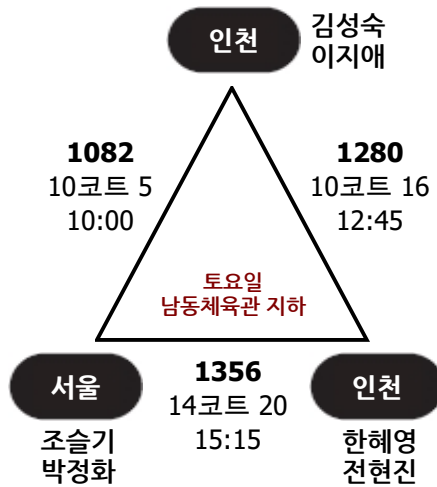 인천
김성숙
이지애
1082
10코트 5
10:00
1280
10코트 16
12:45
토요일
남동체육관 지하
서울
조슬기
박정화
1356
14코트 20
15:15
인천
한혜영
전현진